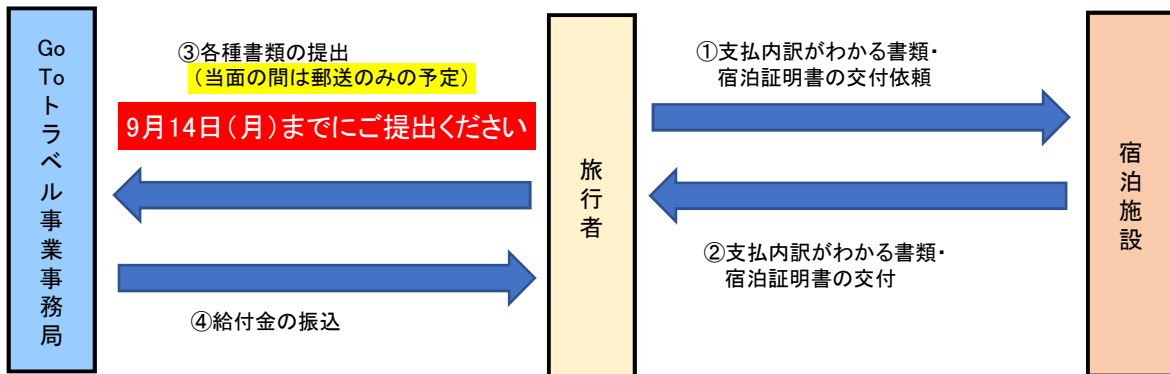 Go Toトラベル事業事務局
③各種書類の提出
（当面の間は郵送のみの予定）
9月14日（月）までにご提出ください
④給付金の振込
旅行者
①支払内訳がわかる書類・
宿泊証明書の交付依頼
②支払内訳がわかる書類・
宿泊証明書の交付
宿泊施設